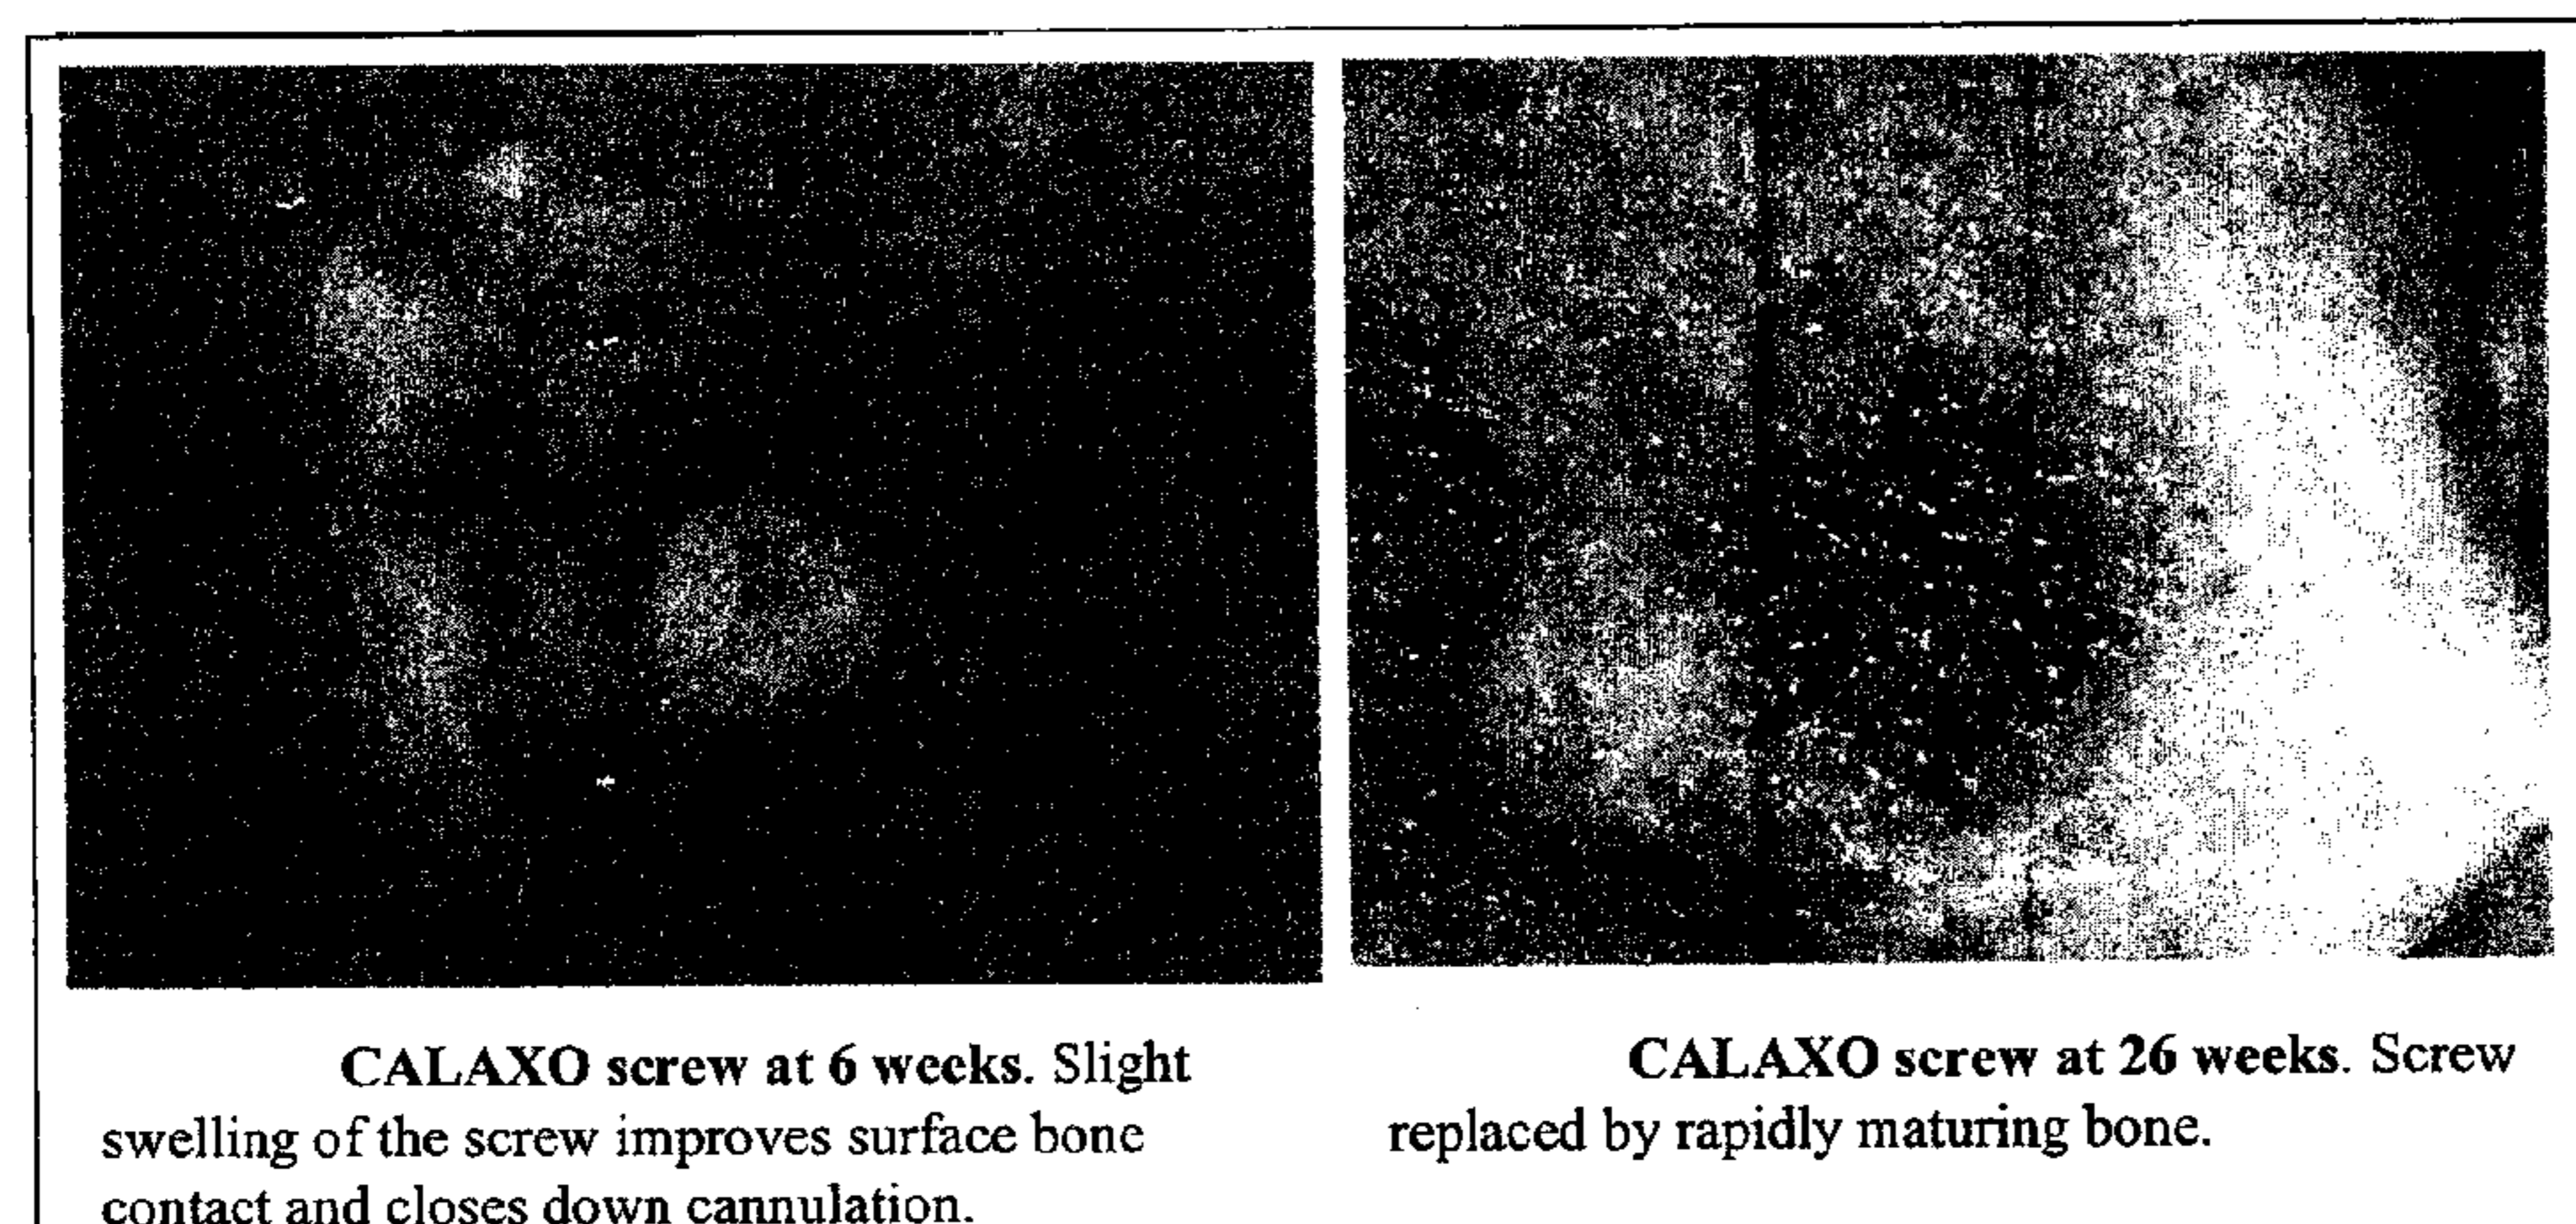 CALAXO screw at 6 weeks. Slight
swelling of the screw improves surface bone
contact and closes down cannulation.
CALAXO screw at 26 weeks. Screw
replaced by rapidly maturing bone.